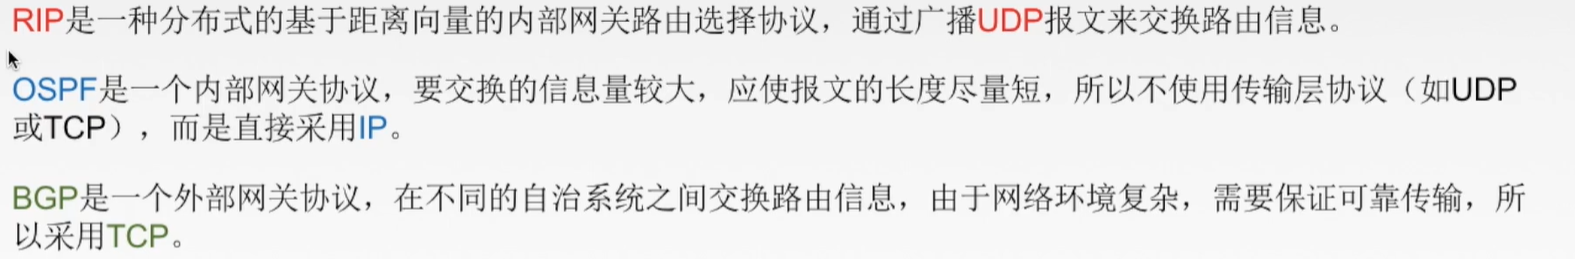 RIP是一种分布式的基于距离向量的内部网关路由选择协议，通过广播UDP报文来交换路由信息。
OSPF是一个内部网关协议，要交换的信息量较大，应使报文的长度尽量短，所以不使用传输层协议（如UDP
或TCP），而是直接采用IP。
BGP是一个外部网关协议，在不同的自治系统之间交换路由信息，由于网络环境复杂，需要保证可靠传输，所
以采用TCP。